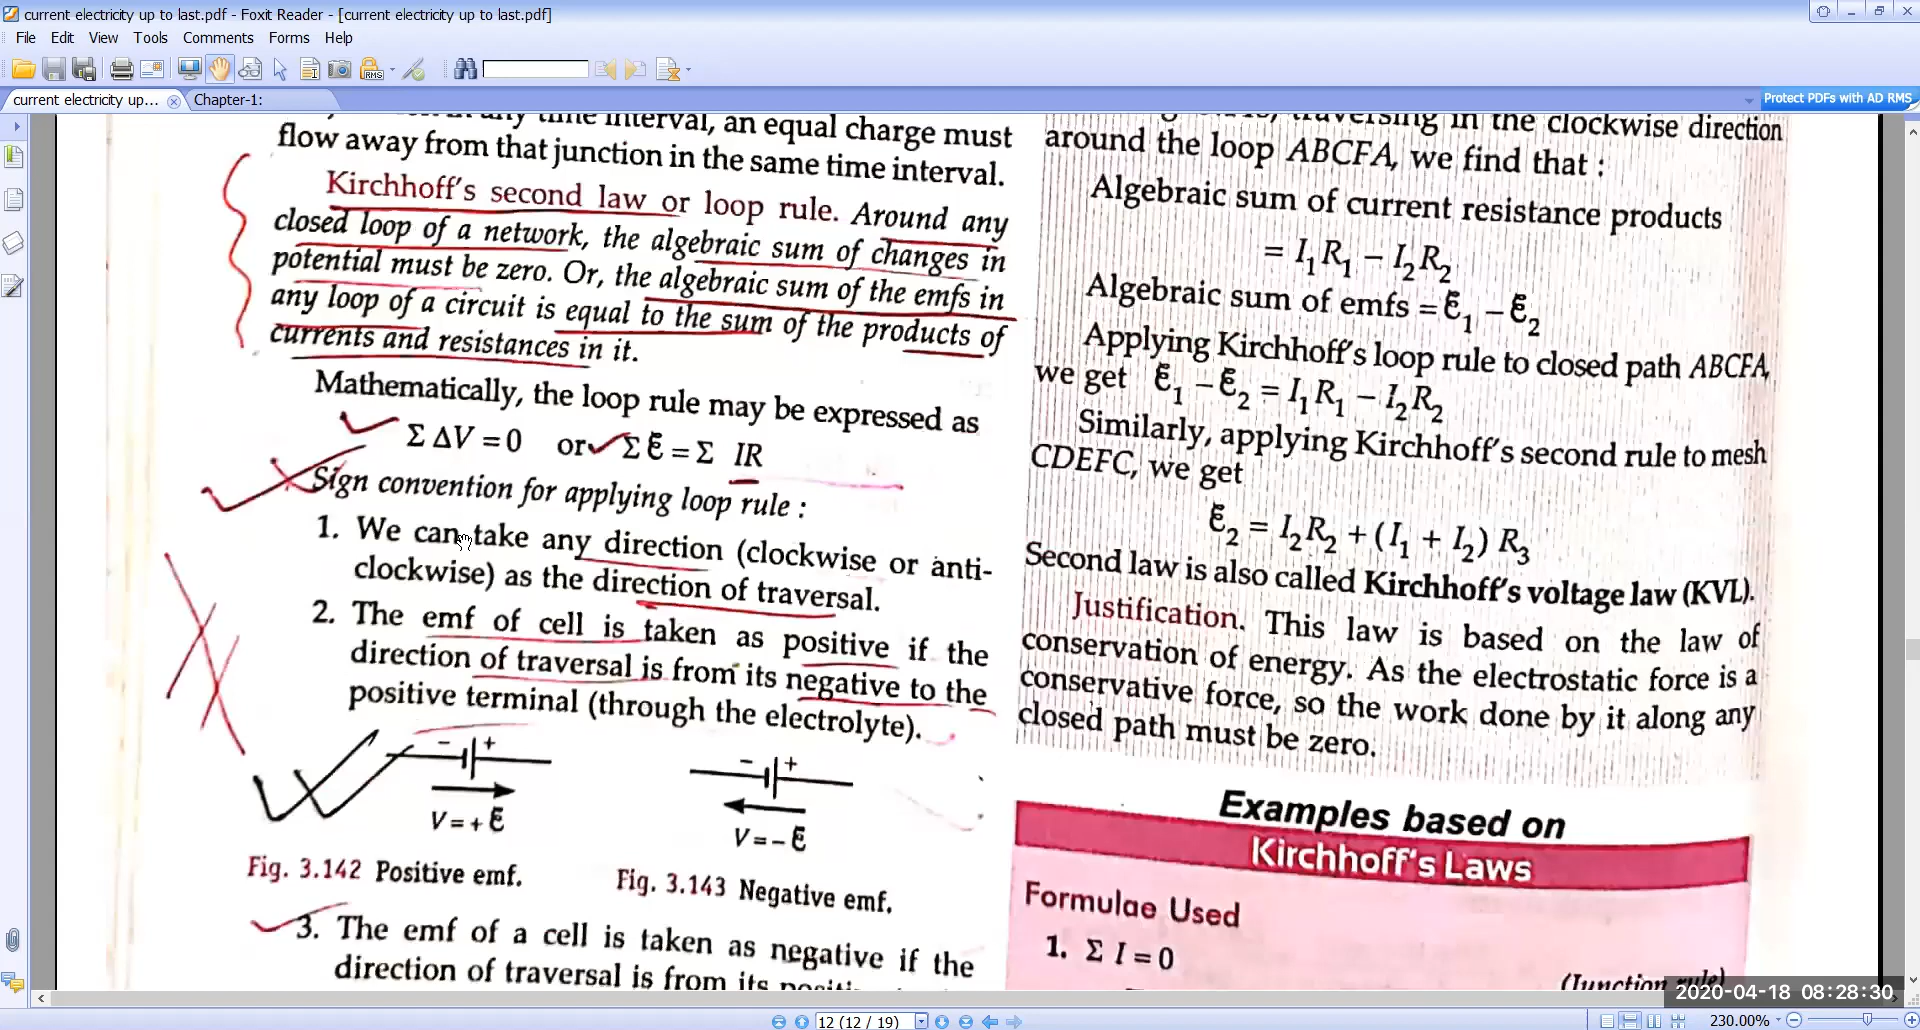 current electricity up to last.pdf - Foxit Reader - [current electricity up to last.pdf]
File Edit View Tools Comments Forms Help
current electricity up... Chapter-1:
Protect PDFs with AD RMS
any time interval, an equal charge must
flow away from that junction in the same time interval.
Kirchhoff's second law or loop rule. Around any
closed loop of a network, the algebraic sum of changes in
potential must be zero. Or, the algebraic sum of the emfs in
any loop of a circuit is equal to the sum of the products of
currents and resistances in it.
Mathematically, the loop rule may be expressed as
Σ ΔV = 0 or Σ ℰ = Σ IR
Sign convention for applying loop rule :
1. We can take any direction (clockwise or anti-
clockwise) as the direction of traversal.
2. The emf of cell is taken as positive if the
direction of traversal is from its negative to the
positive terminal (through the electrolyte).
- +
V = + ℰ
- +
V = - ℰ
Fig. 3.142 Positive emf.
Fig. 3.143 Negative emf.
3. The emf of a cell is taken as negative if the
direction of traversal is from its
traversing in the clockwise direction
around the loop ABCFA, we find that :
Algebraic sum of current resistance products
= I₁R₁ − I₂R₂
Algebraic sum of emfs = ℰ₁ − ℰ₂
Applying Kirchhoff's loop rule to closed path ABCFA,
we get ℰ₁ − ℰ₂ = I₁R₁ − I₂R₂
Similarly, applying Kirchhoff's second rule to mesh
CDEFC, we get
ℰ₂ = I₂R₂ + (I₁ + I₂) R₃
Second law is also called Kirchhoff's voltage law (KVL).
Justification. This law is based on the law of
conservation of energy. As the electrostatic force is a
conservative force, so the work done by it along any
closed path must be zero.
Examples based on
Kirchhoff's Laws
Formulae Used
1. Σ I = 0
(Junction rule)
2020-04-18 08:28:30
12 (12 / 19)
230.00%